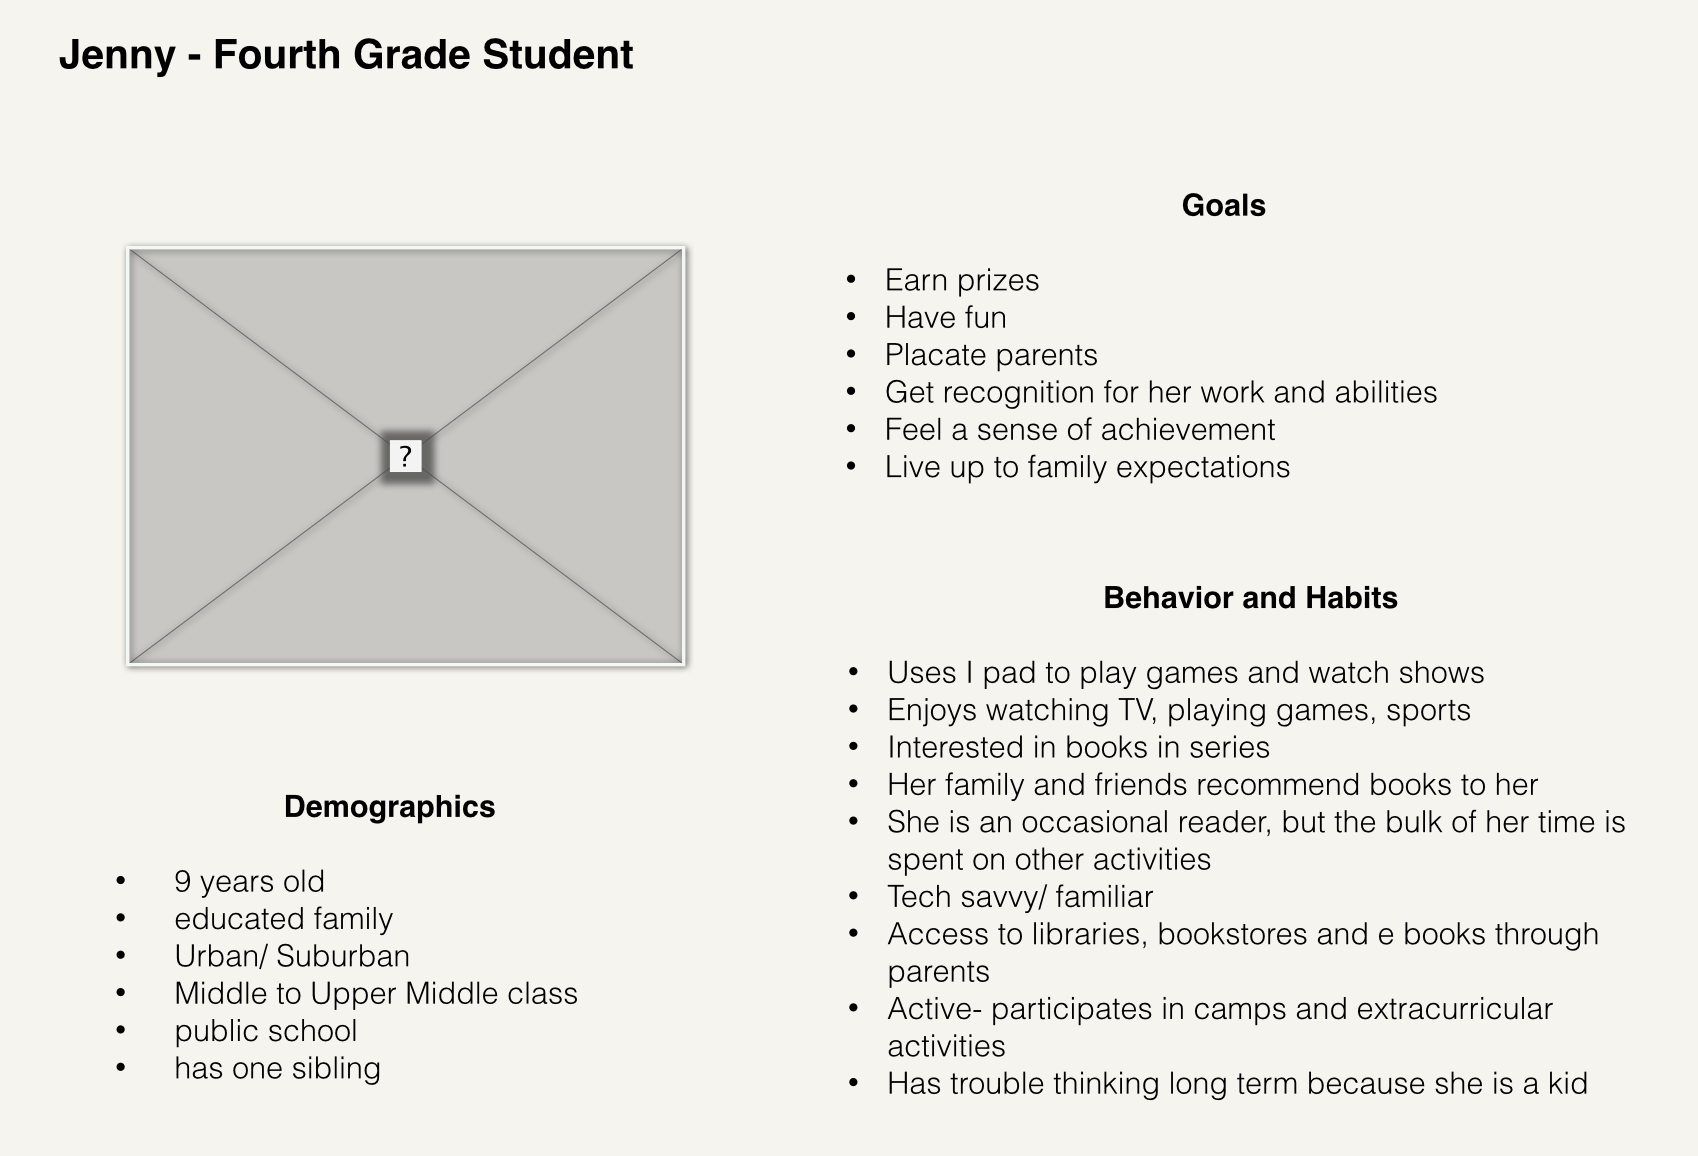 Jenny - Fourth Grade Student
?
Demographics
• 9 years old
• educated family
• Urban/ Suburban
• Middle to Upper Middle class
• public school
• has one sibling
Goals
• Earn prizes
• Have fun
• Placate parents
• Get recognition for her work and abilities
• Feel a sense of achievement
• Live up to family expectations
Behavior and Habits
• Uses I pad to play games and watch shows
• Enjoys watching TV, playing games, sports
• Interested in books in series
• Her family and friends recommend books to her
• She is an occasional reader, but the bulk of her time is
spent on other activities
• Tech savvy/ familiar
• Access to libraries, bookstores and e books through
parents
• Active- participates in camps and extracurricular
activities
• Has trouble thinking long term because she is a kid